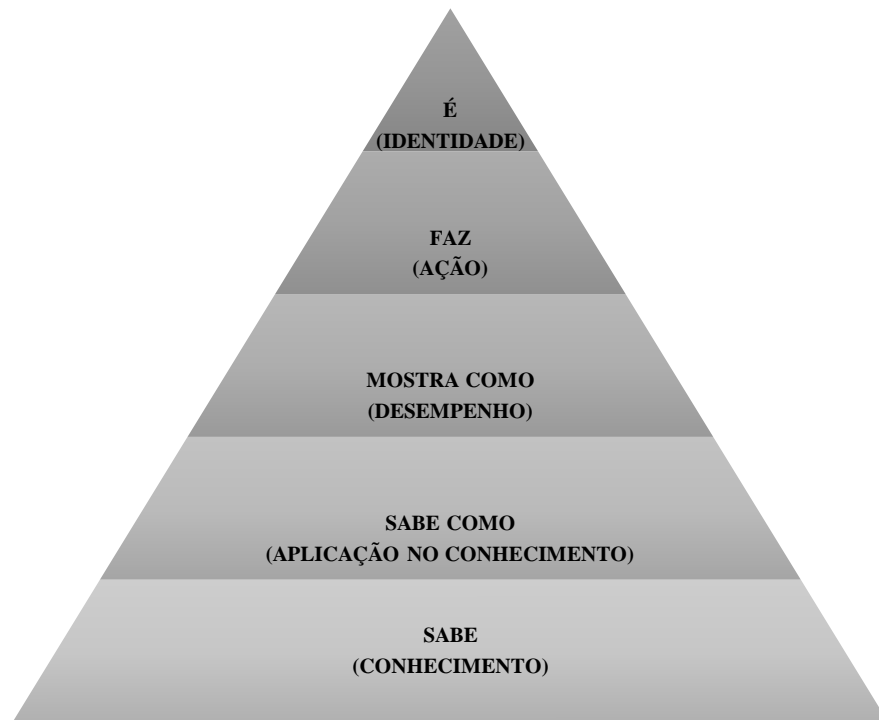 É
(IDENTIDADE)
FAZ
(AÇÃO)
MOSTRA COMO
(DESEMPENHO)
SABE COMO
(APLICAÇÃO NO CONHECIMENTO)
SABE
(CONHECIMENTO)